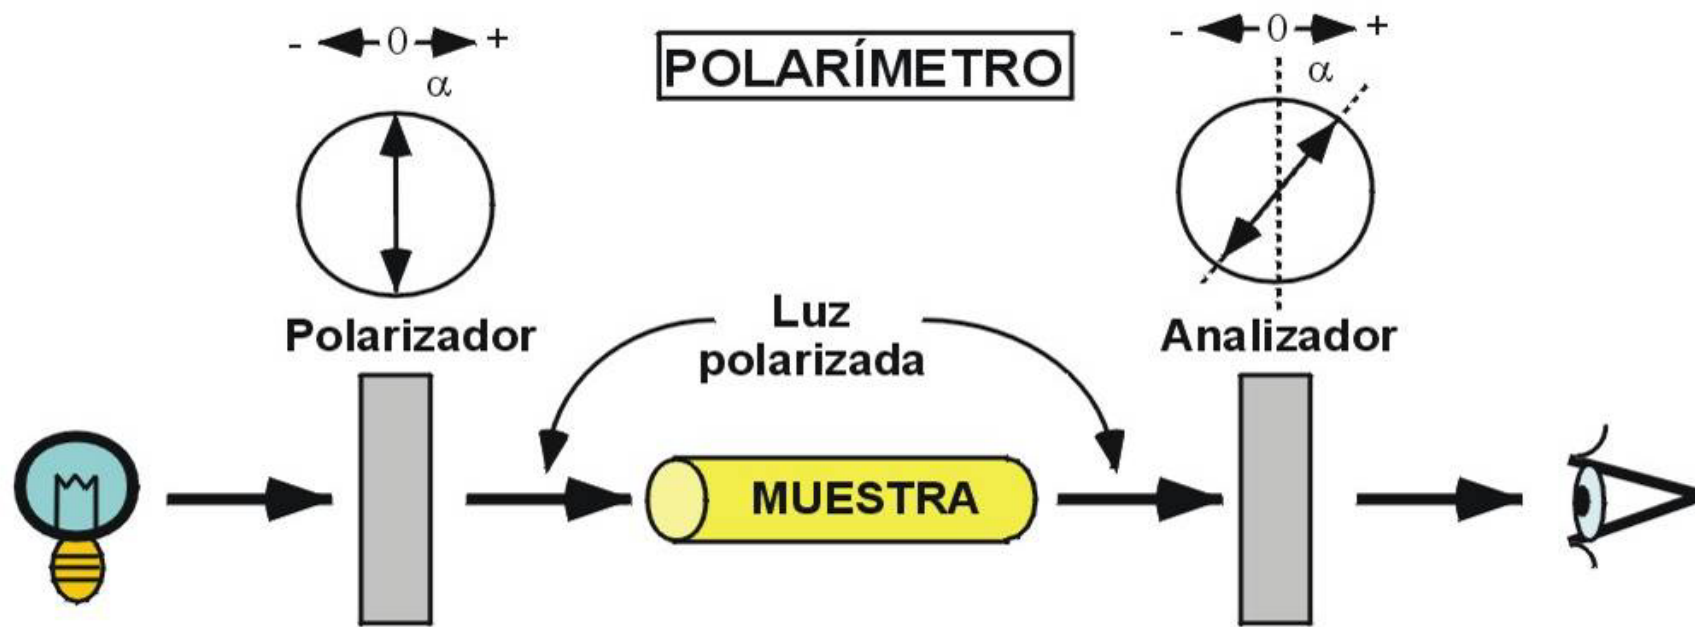 - 0 +
α
POLARÍMETRO
- 0 +
α
Polarizador
Luz
polarizada
Analizador
MUESTRA